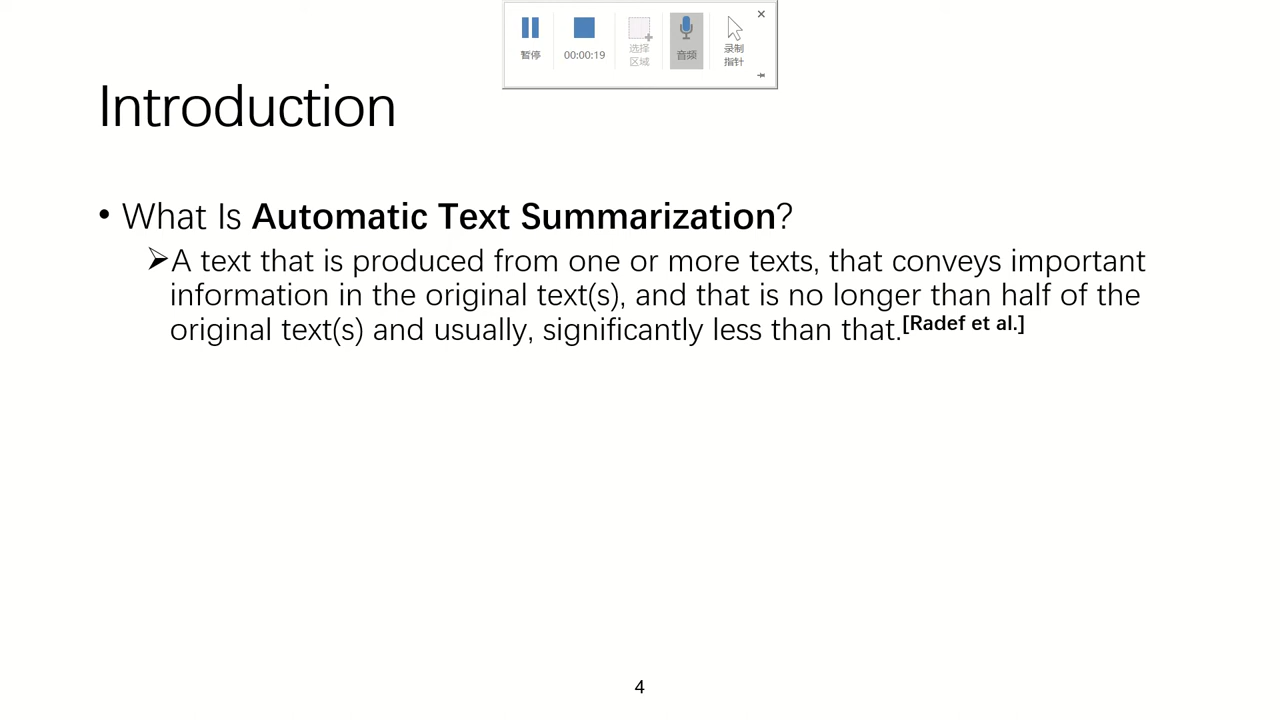 暂停
00:00:19
选择
区域
音频
录制
指针
Introduction
• What Is Automatic Text Summarization?
➢A text that is produced from one or more texts, that conveys important
information in the original text(s), and that is no longer than half of the
original text(s) and usually, significantly less than that.[Radef et al.]
4